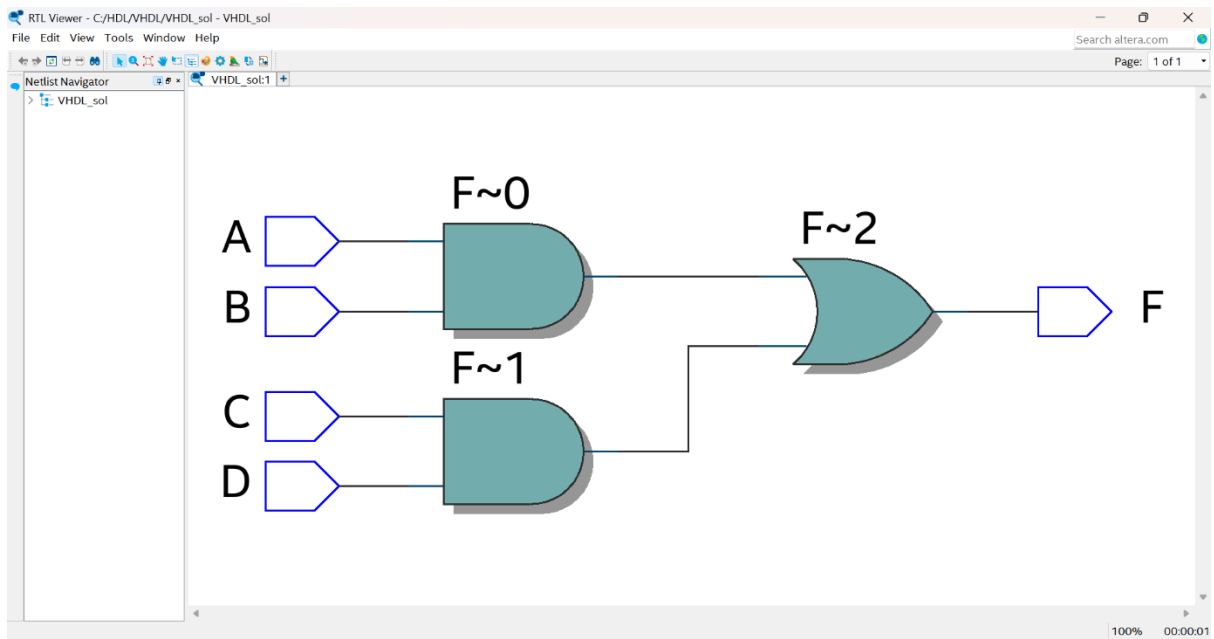 RTL Viewer - C:/HDL/VHDL/VHDL_sol - VHDL_sol
File Edit View Tools Window Help
Search altera.com
Page: 1 of 1
Netlist Navigator
VHDL_sol:1
VHDL_sol
F~0
A
B
F~2
F
F~1
C
D
100% 00:00:01